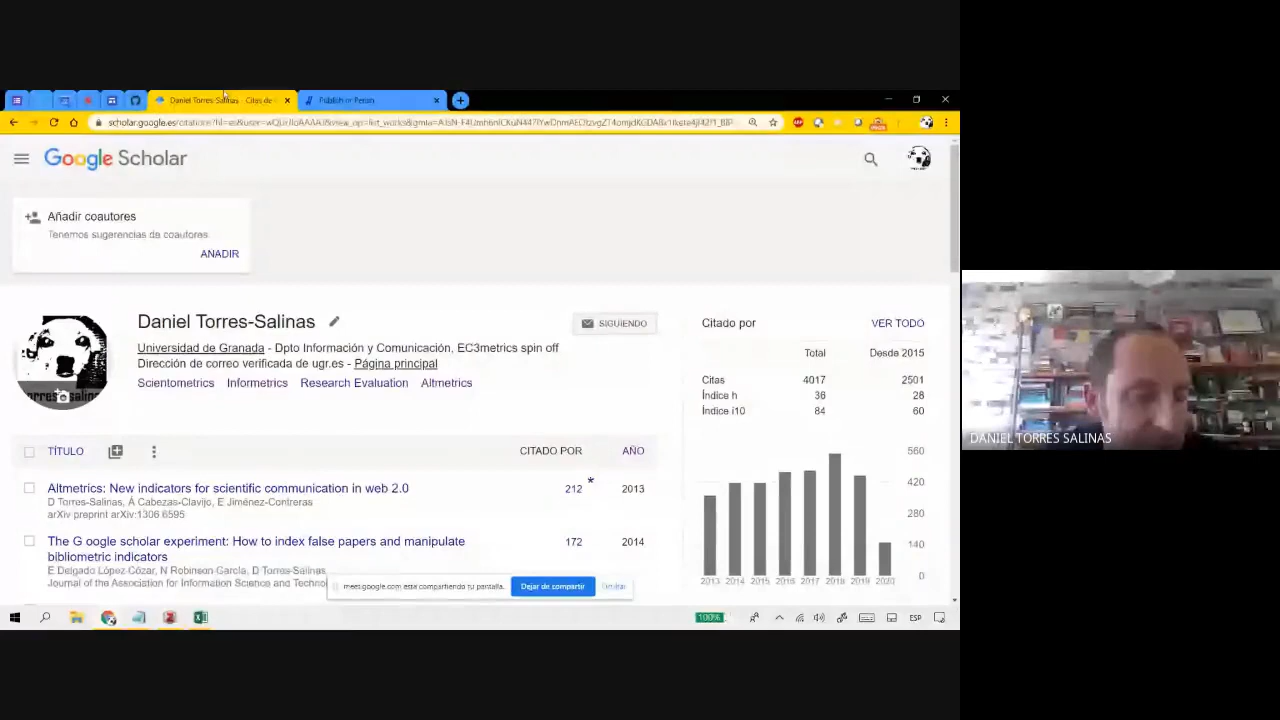 Daniel Torres-Salinas - Citas de
Publish or Perish
Google Scholar
Añadir coautores
Tenemos sugerencias de coautores
AÑADIR
Daniel Torres-Salinas
SIGUIENDO
Universidad de Granada - Dpto Información y Comunicación, EC3metrics spin off
Dirección de correo verificada de ugr.es - Página principal
Scientometrics Informetrics Research Evaluation Altmetrics
Citado por VER TODO
Total Desde 2015
Citas 4017 2501
Índice h 36 28
Índice i10 84 60
560
420
280
140
0
2013 2014 2015 2016 2017 2018 2019 2020
TÍTULO CITADO POR AÑO
Altmetrics: New indicators for scientific communication in web 2.0 212 * 2013
D Torres-Salinas, Á Cabezas-Clavijo, E Jiménez-Contreras
arXiv preprint arXiv:1306 6595
The G oogle scholar experiment: How to index false papers and manipulate 172 2014
bibliometric indicators
E Delgado López-Cózar, N Robinson-García, D Torres-Salinas
Journal of the Association for Information Science and Techno
meet.google.com está compartiendo tu pantalla.
Dejar de compartir
100%
ESP
DANIEL TORRES SALINAS